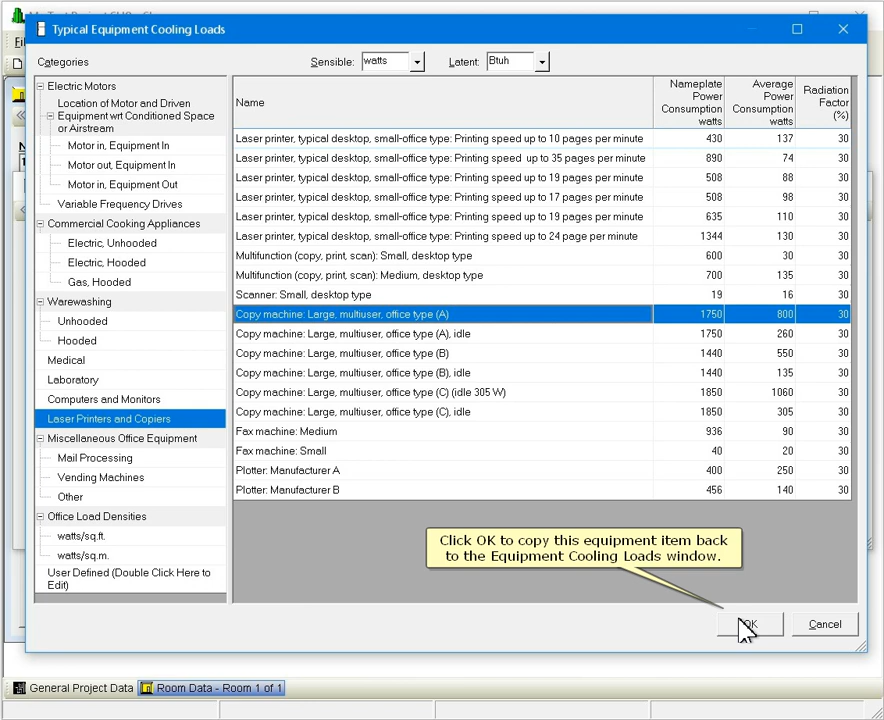 Typical Equipment Cooling Loads
Categories
Sensible: watts Latent: Btuh
Electric Motors
Location of Motor and Driven
Equipment wrt Conditioned Space
or Airstream
Motor in, Equipment In
Motor out, Equipment In
Motor in, Equipment Out
Variable Frequency Drives
Commercial Cooking Appliances
Electric, Unhooded
Electric, Hooded
Gas, Hooded
Warewashing
Unhooded
Hooded
Medical
Laboratory
Computers and Monitors
Laser Printers and Copiers
Miscellaneous Office Equipment
Mail Processing
Vending Machines
Other
Office Load Densities
watts/sq.ft.
watts/sq.m.
User Defined (Double Click Here to
Edit)
Name
Nameplate
Power
Consumption
watts
Average
Power
Consumption
watts
Radiation
Factor
(%)
Laser printer, typical desktop, small-office type: Printing speed up to 10 pages per minute 430 137 30
Laser printer, typical desktop, small-office type: Printing speed  up to 35 pages per minute 890 74 30
Laser printer, typical desktop, small-office type: Printing speed up to 19 pages per minute 508 88 30
Laser printer, typical desktop, small-office type: Printing speed up to 17 pages per minute 508 98 30
Laser printer, typical desktop, small-office type: Printing speed up to 19 pages per minute 635 110 30
Laser printer, typical desktop, small-office type: Printing speed up to 24 page per minute 1344 130 30
Multifunction (copy, print, scan): Small, desktop type 600 30 30
Multifunction (copy, print, scan): Medium, desktop type 700 135 30
Scanner: Small, desktop type 19 16 30
Copy machine: Large, multiuser, office type (A) 1750 800 30
Copy machine: Large, multiuser, office type (A), idle 1750 260 30
Copy machine: Large, multiuser, office type (B) 1440 550 30
Copy machine: Large, multiuser, office type (B), idle 1440 135 30
Copy machine: Large, multiuser, office type (C) (idle 305 W) 1850 1060 30
Copy machine: Large, multiuser, office type (C), idle 1850 305 30
Fax machine: Medium 936 90 30
Fax machine: Small 40 20 30
Plotter: Manufacturer A 400 250 30
Plotter: Manufacturer B 456 140 30
Click OK to copy this equipment item back
to the Equipment Cooling Loads window.
OK Cancel
General Project Data Room Data - Room 1 of 1